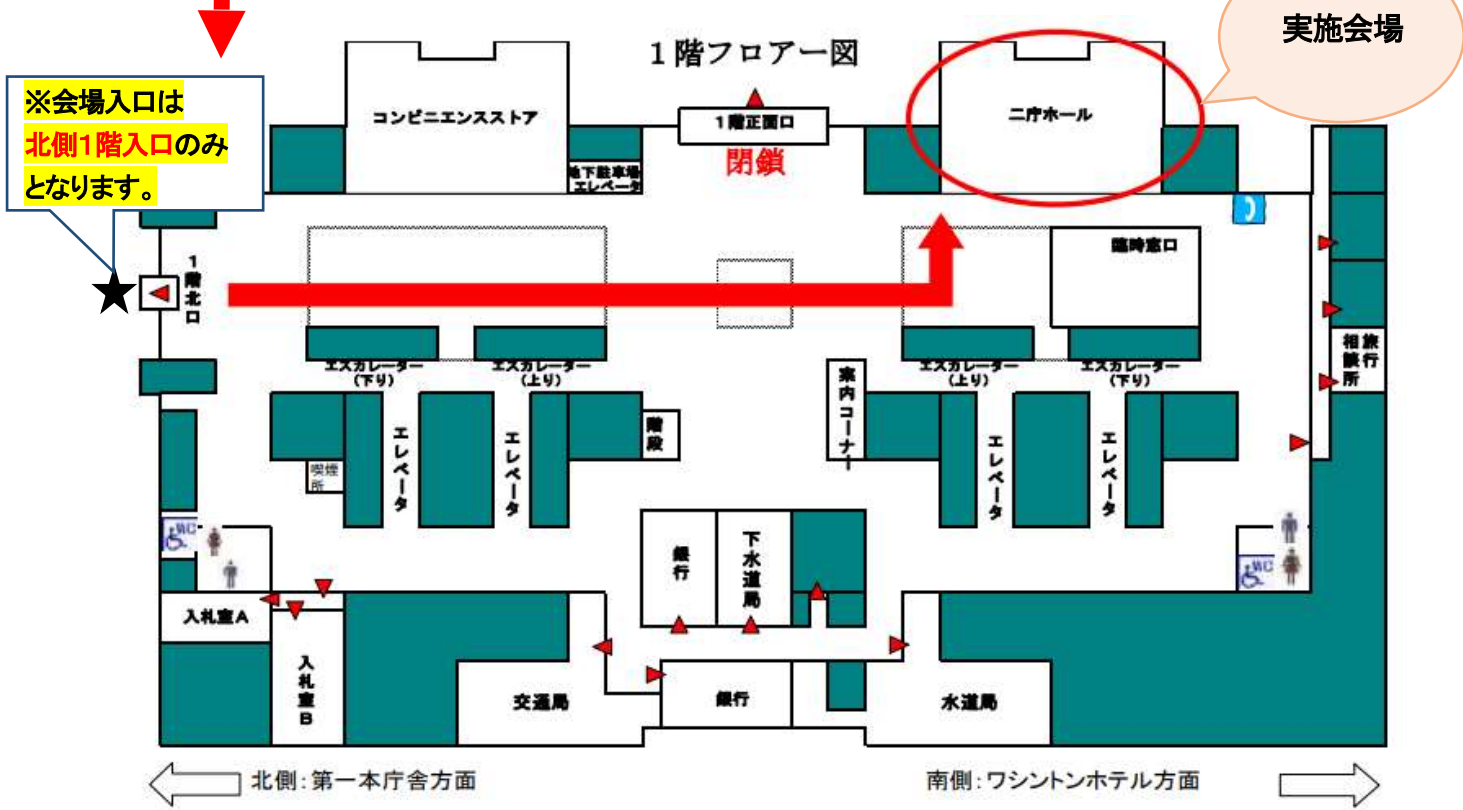 実施会場
1階フロアー図
※会場入口は
北側1階入口のみ
となります。
コンビニエンスストア
1階正面口
閉鎖
二庁ホール
地下駐車場
エレベータ
臨時窓口
1階北口
エスカレーター
(下り)
エスカレーター
(上り)
エスカレーター
(上り)
エスカレーター
(下り)
旅行
相談所
案内コーナー
階段
エレベータ
エレベータ
エレベータ
エレベータ
喫煙
所
WC
銀行
下水道局
WC
入札室A
入札室B
交通局
銀行
水道局
北側:第一本庁舎方面
南側:ワシントンホテル方面